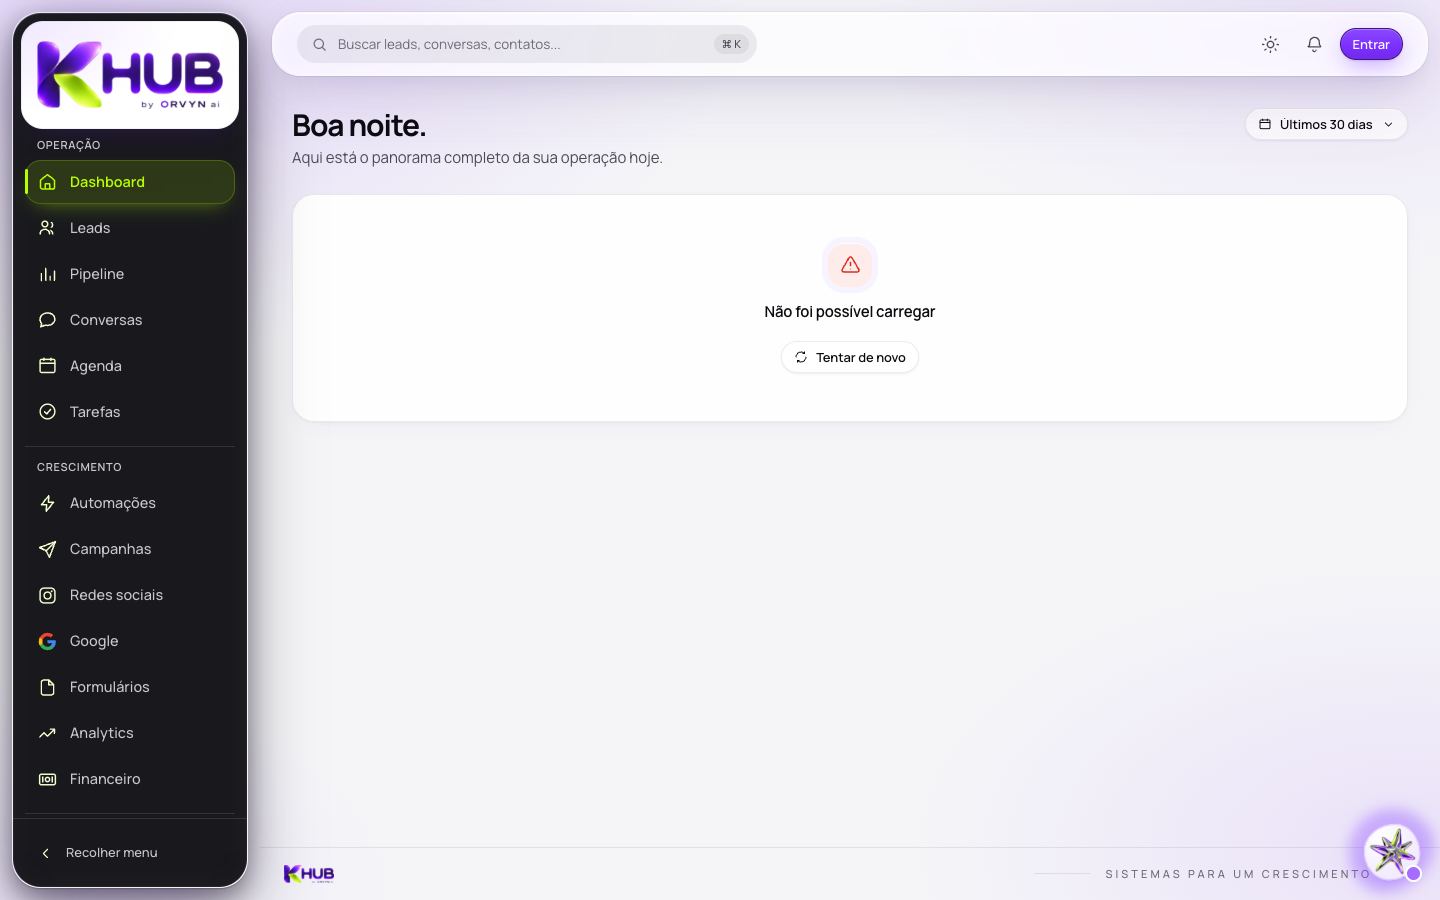 KHUB
by ORVYN ai
OPERAÇÃO
Dashboard
Leads
Pipeline
Conversas
Agenda
Tarefas
CRESCIMENTO
Automações
Campanhas
Redes sociais
Google
Formulários
Analytics
Financeiro
Recolher menu
Buscar leads, conversas, contatos...
⌘ K
Entrar
Boa noite.
Aqui está o panorama completo da sua operação hoje.
Últimos 30 dias
Não foi possível carregar
Tentar de novo
KHUB
SISTEMAS PARA UM CRESCIMENTO